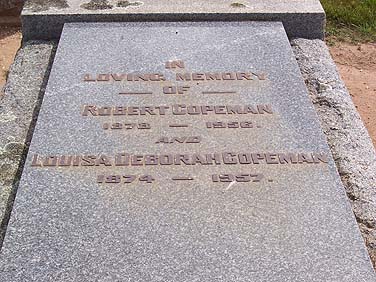 IN
LOVING MEMORY
— OF —
ROBERT COPEMAN
1879 — 1956.
AND
LOUISA DEBORAH COPEMAN
1874 — 1957.